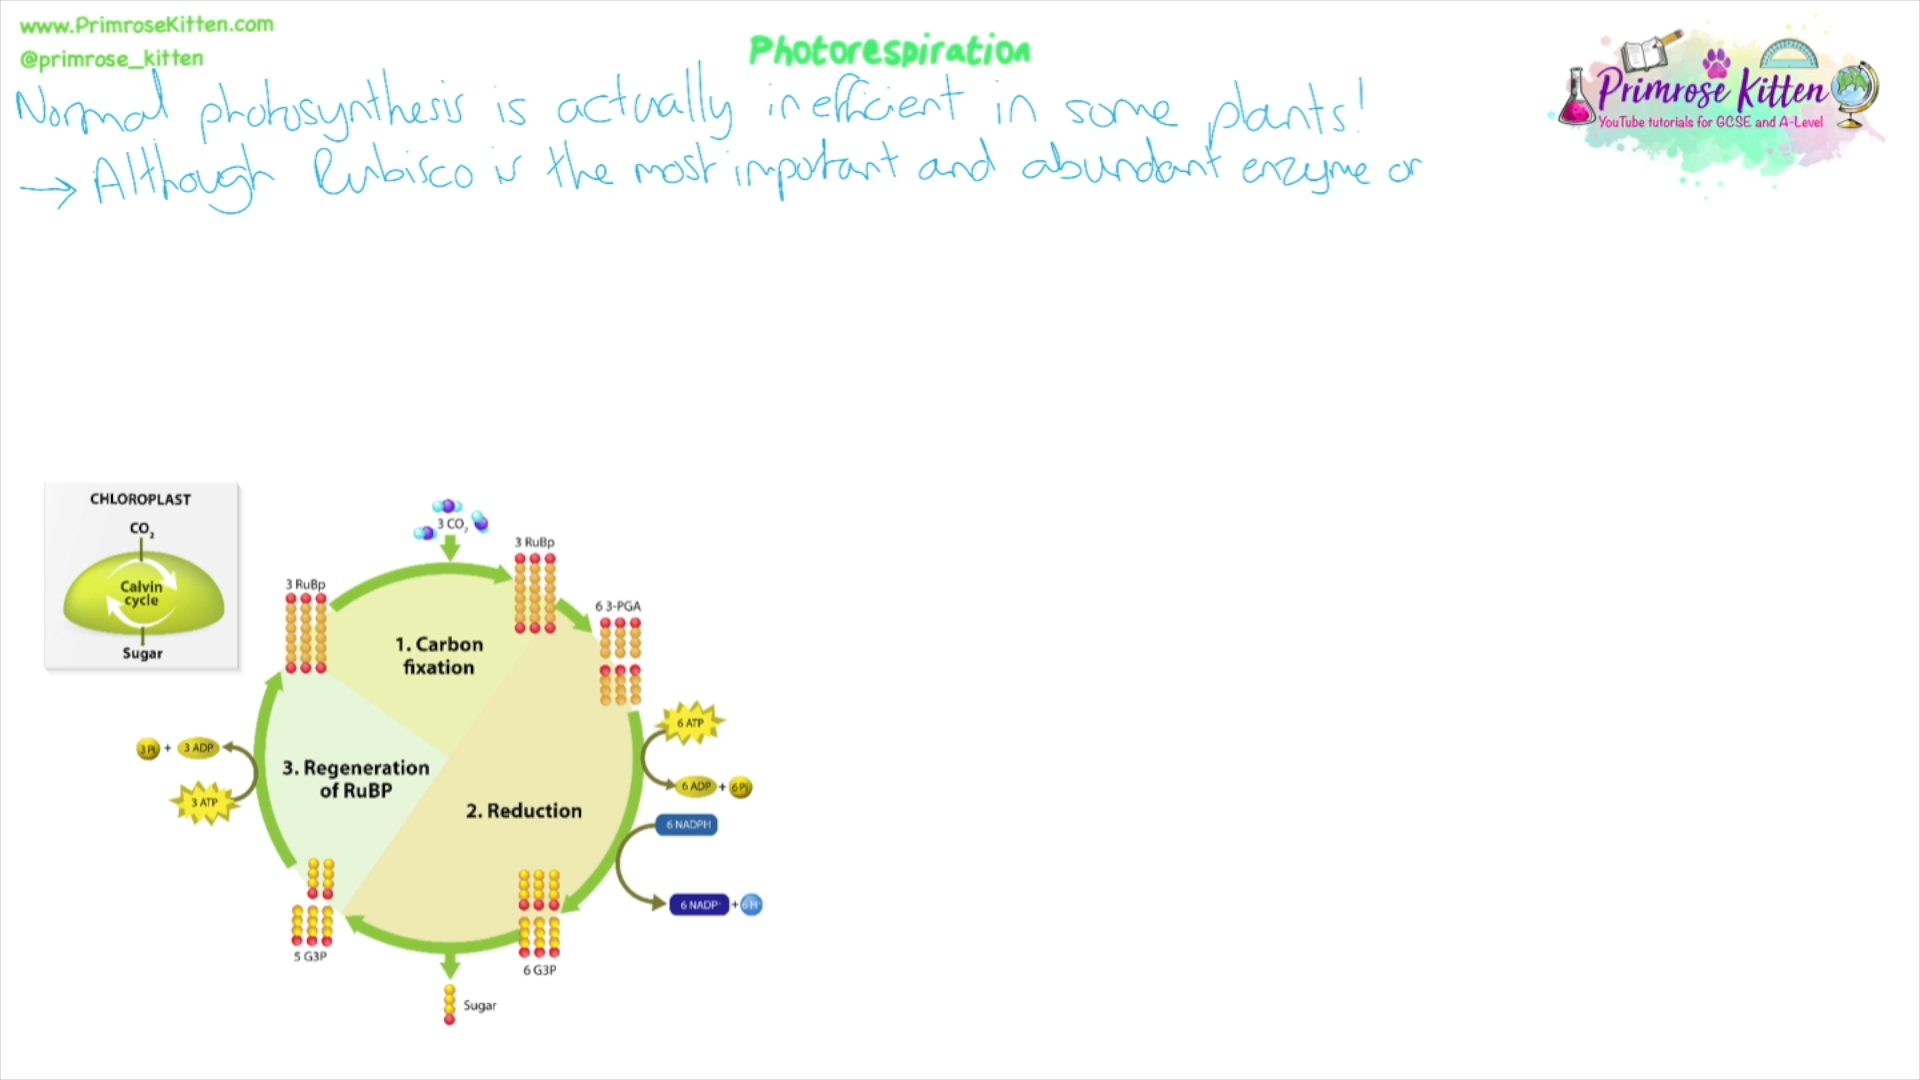 www.PrimroseKitten.com
@primrose_kitten
Photorespiration
Primrose Kitten
YouTube tutorials for GCSE and A-Level
Normal photosynthesis is actually inefficient in some plants!
→ Although Rubisco is the most important and abundant enzyme or
CHLOROPLAST
CO₂
Calvin
cycle
Sugar
3 CO₂
3 RuBp
3 RuBp
6 3-PGA
1. Carbon
fixation
6 ATP
3 Pi + 3 ADP
3. Regeneration
of RuBP
6 ADP + 6 Pi
3 ATP
2. Reduction
6 NADPH
6 NADP⁺ + 6 H
5 G3P
6 G3P
Sugar